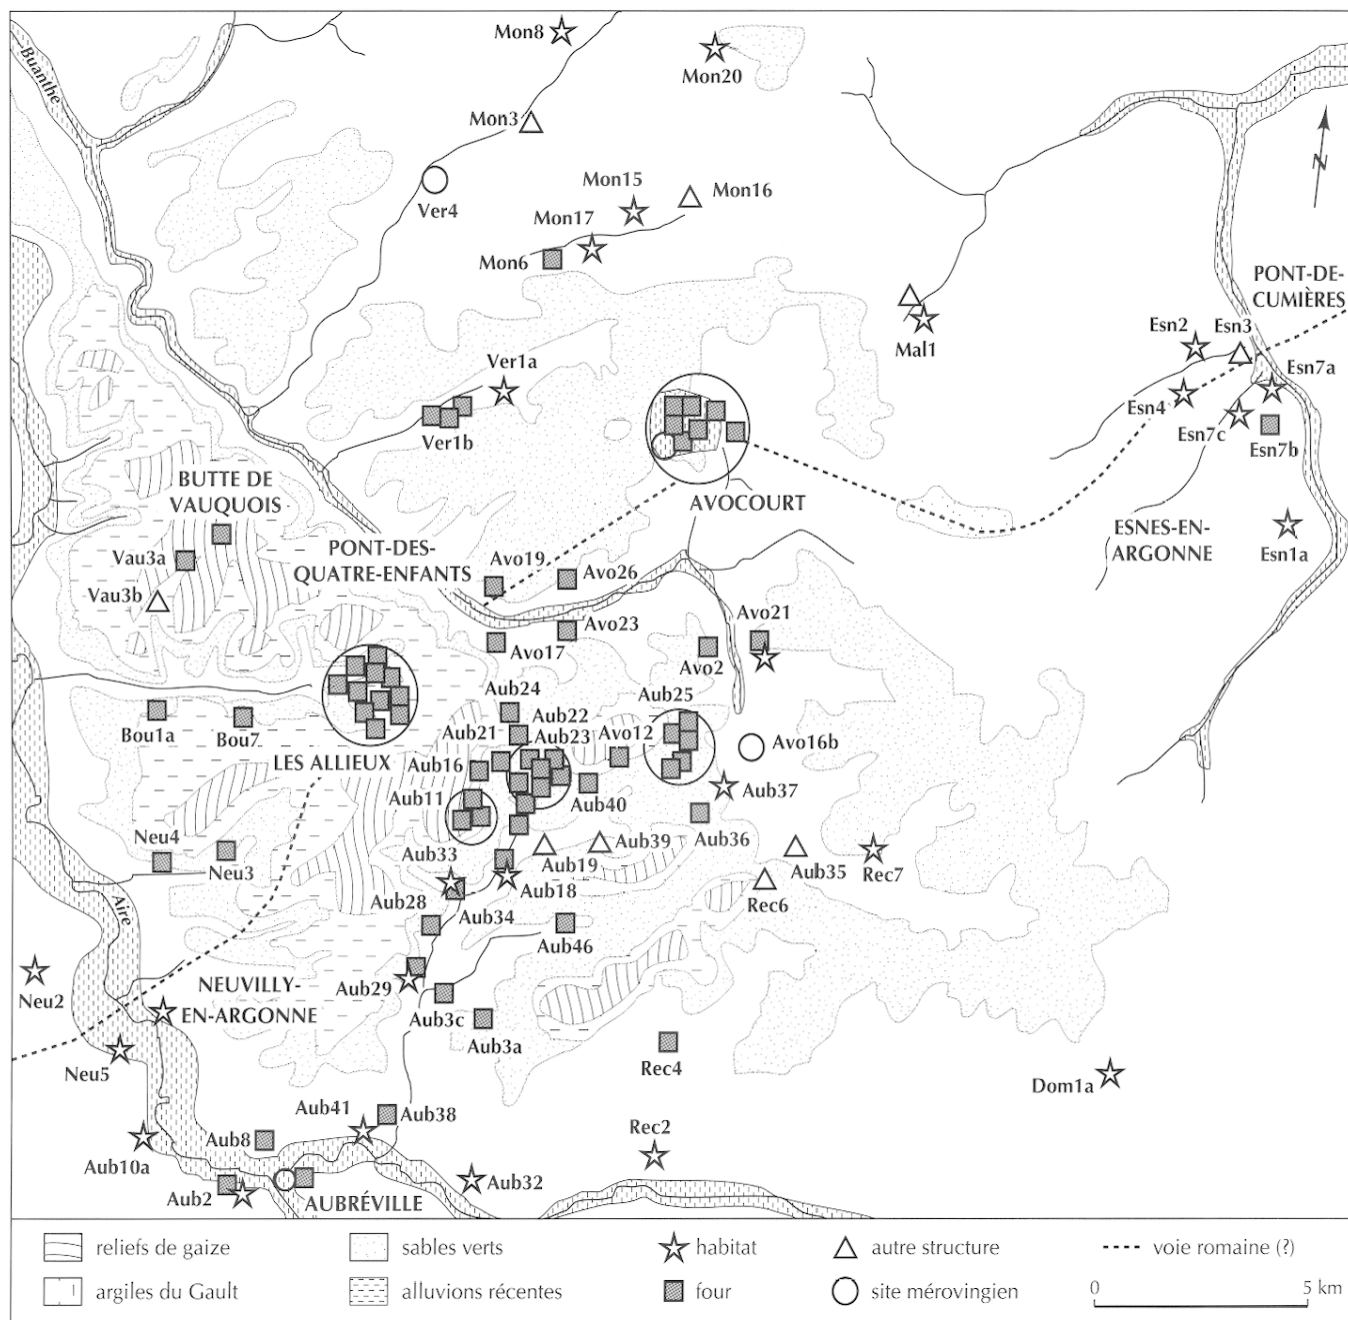 Mon8
Mon20
Buanthe
Mon3
N
Ver4
Mon15
Mon16
Mon17
Mon6
PONT-DE-
CUMIÈRES
Mal1
Esn2
Esn3
Ver1a
Esn7a
Esn4
Ver1b
Esn7c
Esn7b
BUTTE DE
VAUQUOIS
AVOCOURT
ESNES-EN-
ARGONNE
Esn1a
PONT-DES-
QUATRE-ENFANTS
Vau3a
Avo19
Avo26
Vau3b
Avo23
Avo21
Avo17
Avo2
Aub24
Aub25
Bou1a
Bou7
Aub22
Aub21
Aub23
Avo12
Avo16b
LES ALLIEUX
Aub16
Aub11
Aub40
Aub37
Neu4
Neu3
Aub33
Aub19
Aub39
Aub36
Aub35
Rec7
Aire
Aub18
Rec6
Aub28
Aub34
Aub46
Neu2
NEUVILLY-
EN-ARGONNE
Aub29
Aub3c
Aub3a
Neu5
Rec4
Dom1a
Aub41
Aub38
Aub8
Rec2
Aub10a
Aub2
AUBRÉVILLE
Aub32
reliefs de gaize
sables verts
habitat
autre structure
voie romaine (?)
argiles du Gault
alluvions récentes
four
site mérovingien
0 5 km